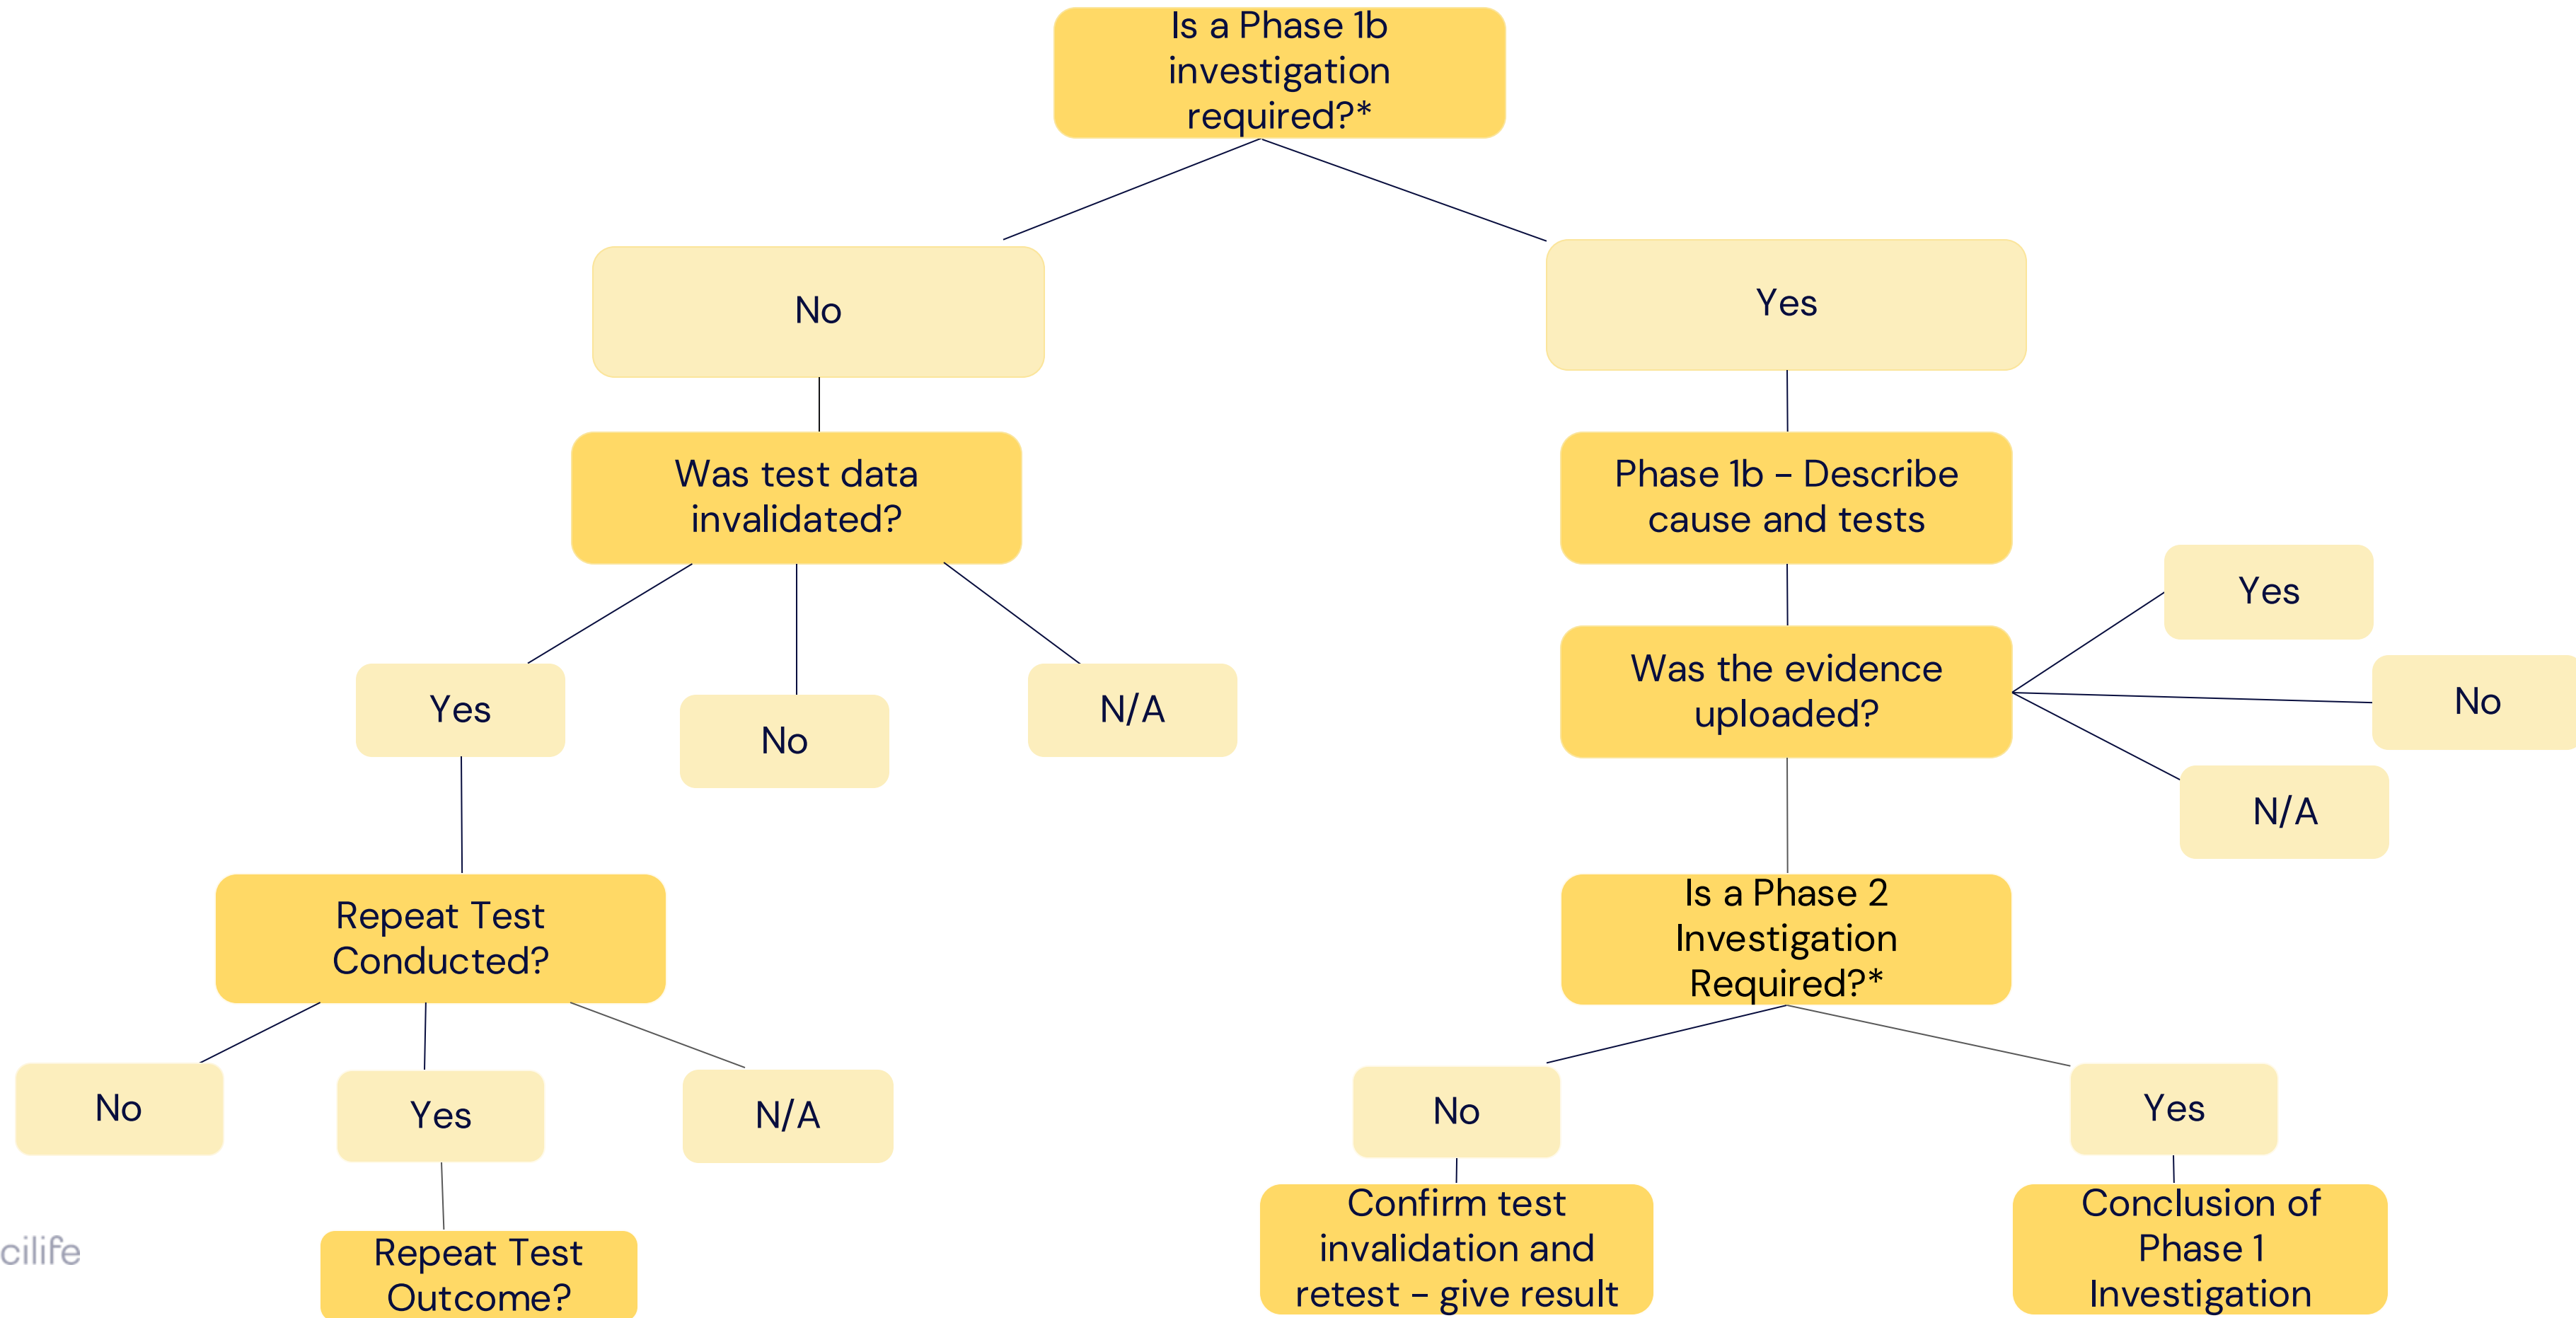 Is a Phase 1b
investigation
required?*
No
Yes
Was test data
invalidated?
Phase 1b – Describe
cause and tests
Yes
No
N/A
Was the evidence
uploaded?
Yes
No
N/A
Repeat Test
Conducted?
Is a Phase 2
Investigation
Required?*
No
Yes
N/A
No
Yes
Repeat Test
Outcome?
Confirm test
invalidation and
retest – give result
Conclusion of
Phase 1
Investigation
cilife